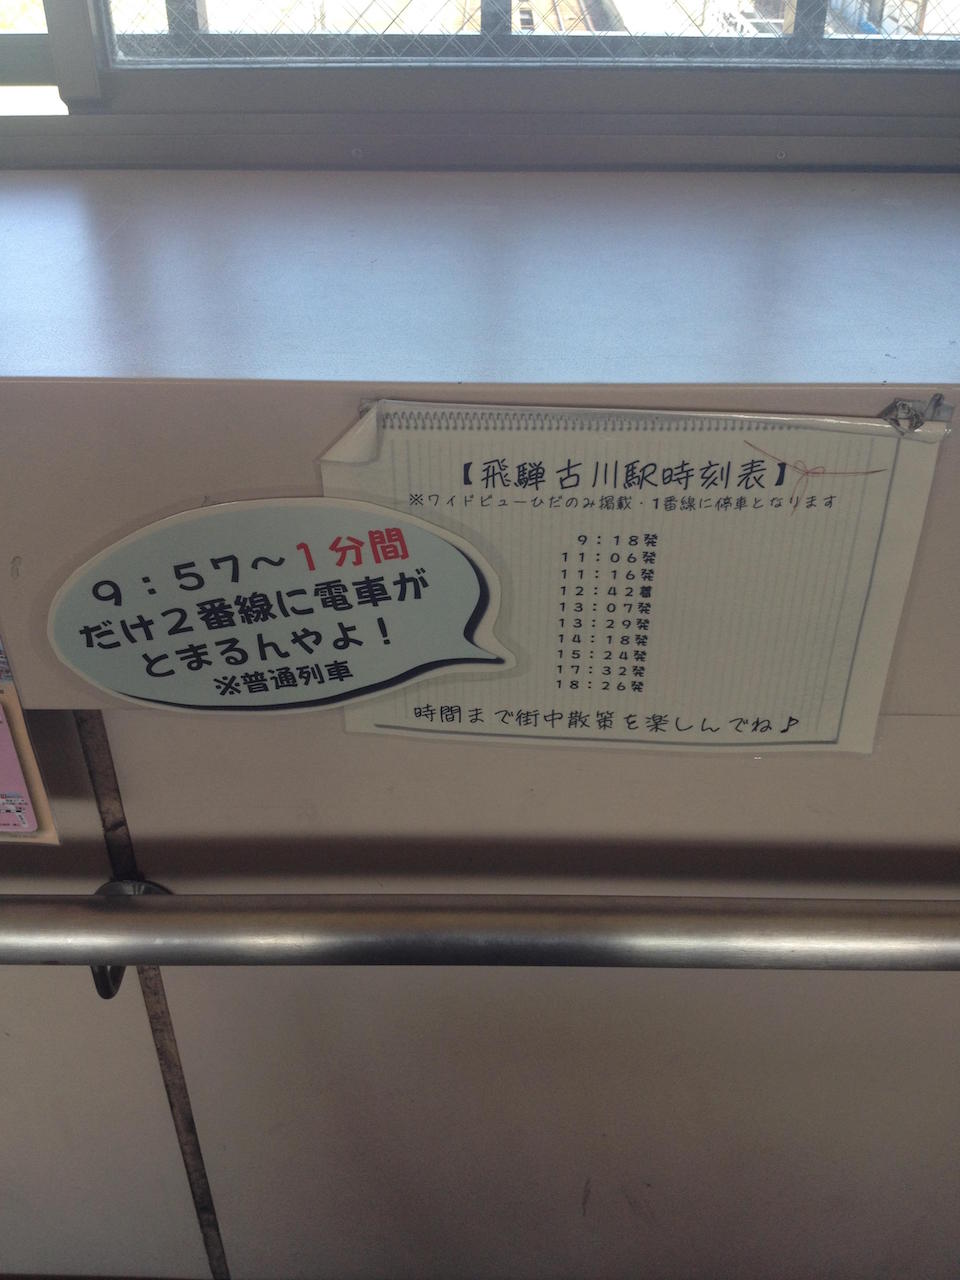 【飛騨古川駅時刻表】
※ワイドビューひだのみ掲載・1番線に停車となります
9:18発
11:06発
11:16発
12:42着
13:07発
13:29発
14:18発
15:24発
17:32発
18:26発
時間まで街中散策を楽しんでね♪
9:57～1分間
だけ2番線に電車が
とまるんやよ!
※普通列車